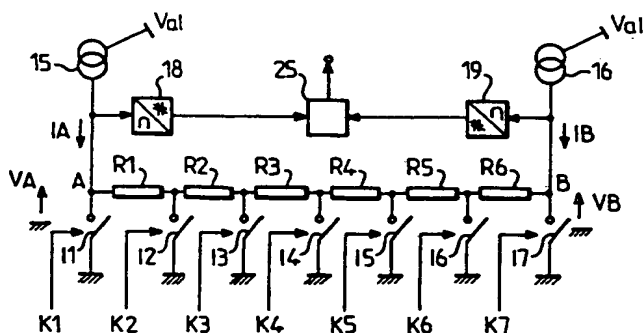 Val Val
15 18 25 19 16
n * * n
IA IB
R1 R2 R3 R4 R5 R6
VA A B VB
I1 I2 I3 I4 I5 I6 I7
K1 K2 K3 K4 K5 K6 K7